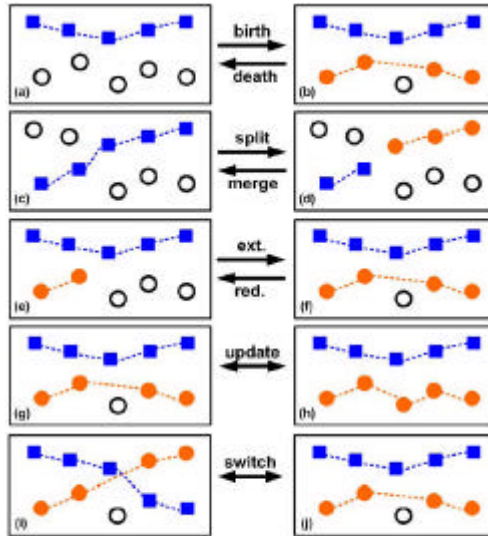 birth
death
(a)
(b)
split
merge
(c)
(d)
ext.
red.
(e)
(f)
update
(g)
(h)
switch
(i)
(j)